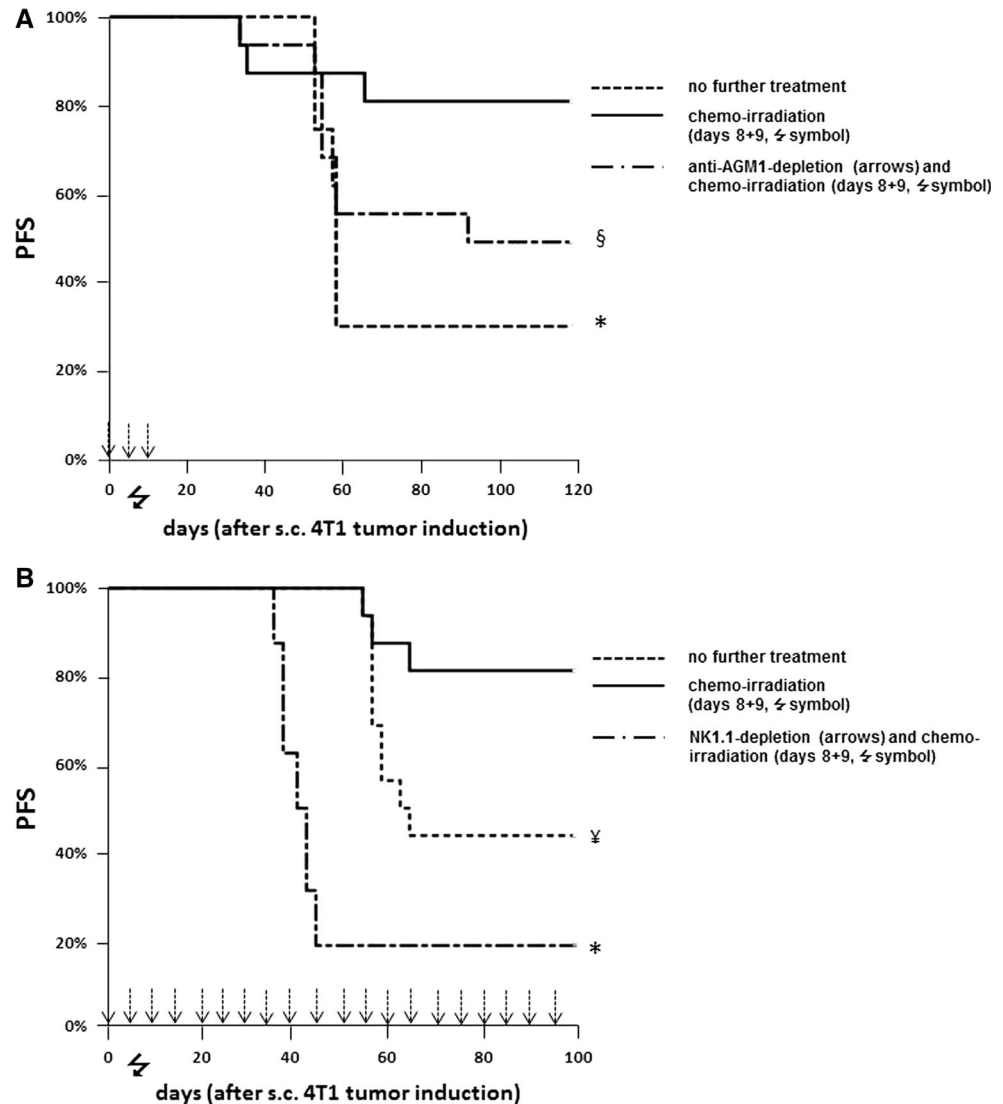 A
100%
80%
60%
40%
20%
0%
PFS
0 20 40 60 80 100 120
days (after s.c. 4T1 tumor induction)
no further treatment
chemo-irradiation
(days 8+9, ϟ symbol)
anti-AGM1-depletion (arrows) and
chemo-irradiation (days 8+9, ϟ symbol)
§
*
B
100%
80%
60%
40%
20%
0%
PFS
0 20 40 60 80 100
days (after s.c. 4T1 tumor induction)
no further treatment
chemo-irradiation
(days 8+9, ϟ symbol)
NK1.1-depletion (arrows) and chemo-
irradiation (days 8+9, ϟ symbol)
¥
*